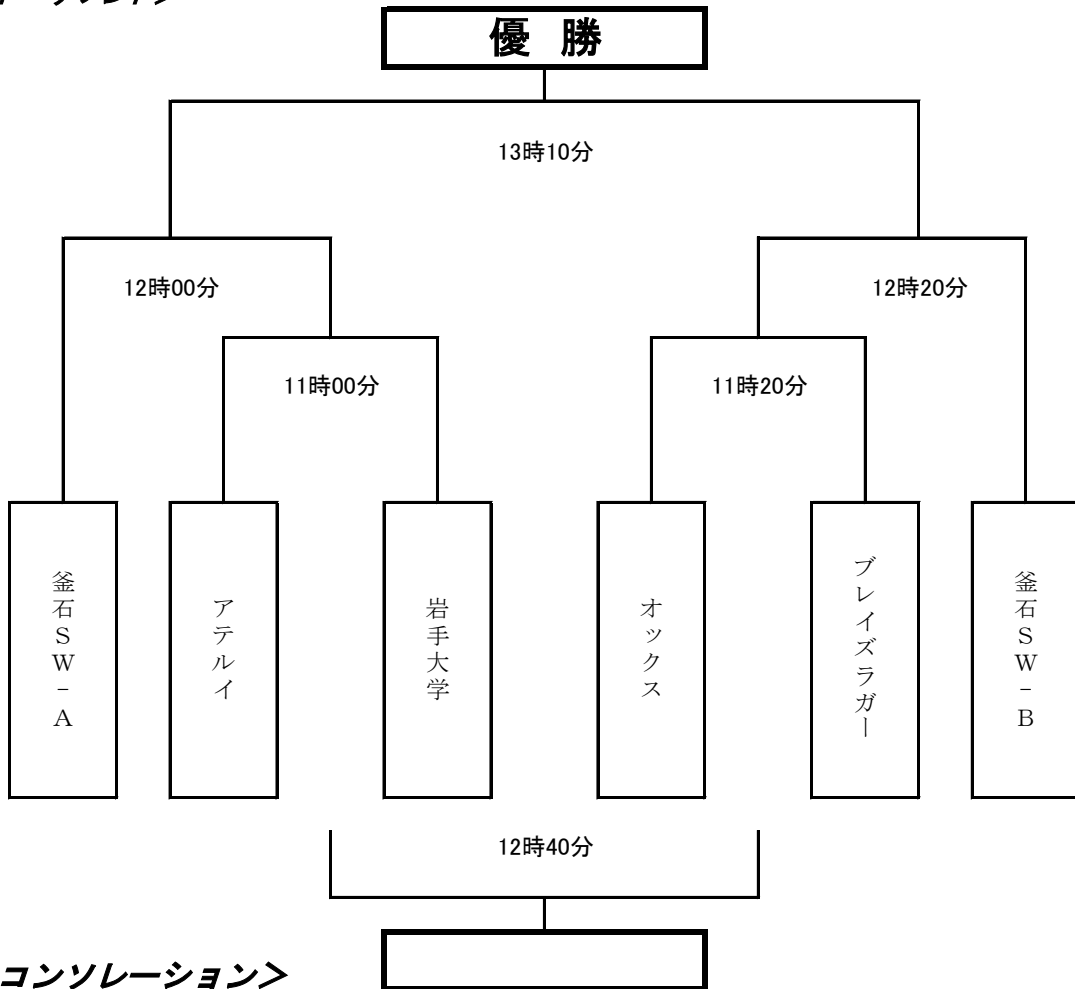 優 勝
13時10分
12時00分
12時20分
11時00分
11時20分
釜石SW-A
アテルイ
岩手大学
オックス
ブレイズラガー
釜石SW-B
12時40分
コンソレーション＞